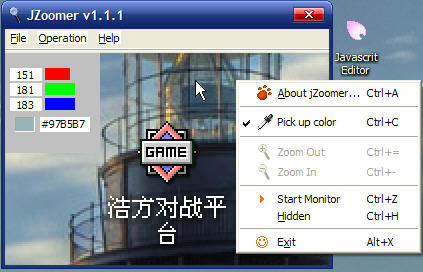 JZoomer v1.1.1
File Operation Help
151
181
183
#97B5B7
GAME
浩方对战平
台
Javascrit
Editor
About jZoomer... Ctrl+A
Pick up color Ctrl+C
Zoom Out Ctrl+=
Zoom In Ctrl+-
Start Monitor Ctrl+Z
Hidden Ctrl+H
Exit Alt+X